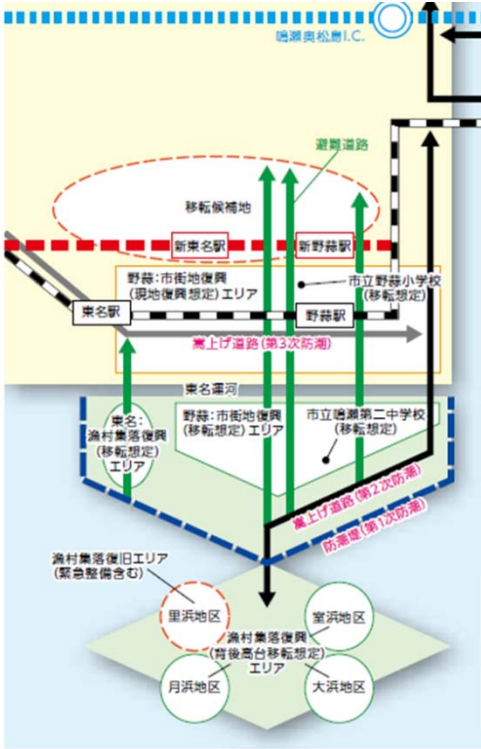 鳴瀬奥松島I.C.
避難道路
移転候補地
新東名駅
新野蒜駅
野蒜：市街地復興
(現地復興想定)エリア
市立野蒜小学校
(移転想定)
東名駅
野蒜駅
嵩上げ道路(第3次防潮)
東名運河
東名：
漁村集落復興
(移転想定)
エリア
野蒜：市街地復興
(移転想定)エリア
市立鳴瀬第二中学校
(移転想定)
嵩上げ道路(第2次防潮)
防潮堤(第1次防潮)
漁村集落復旧エリア
(緊急整備含む)
里浜地区
室浜地区
漁村集落復興
(背後高台移転想定)
エリア
月浜地区
大浜地区